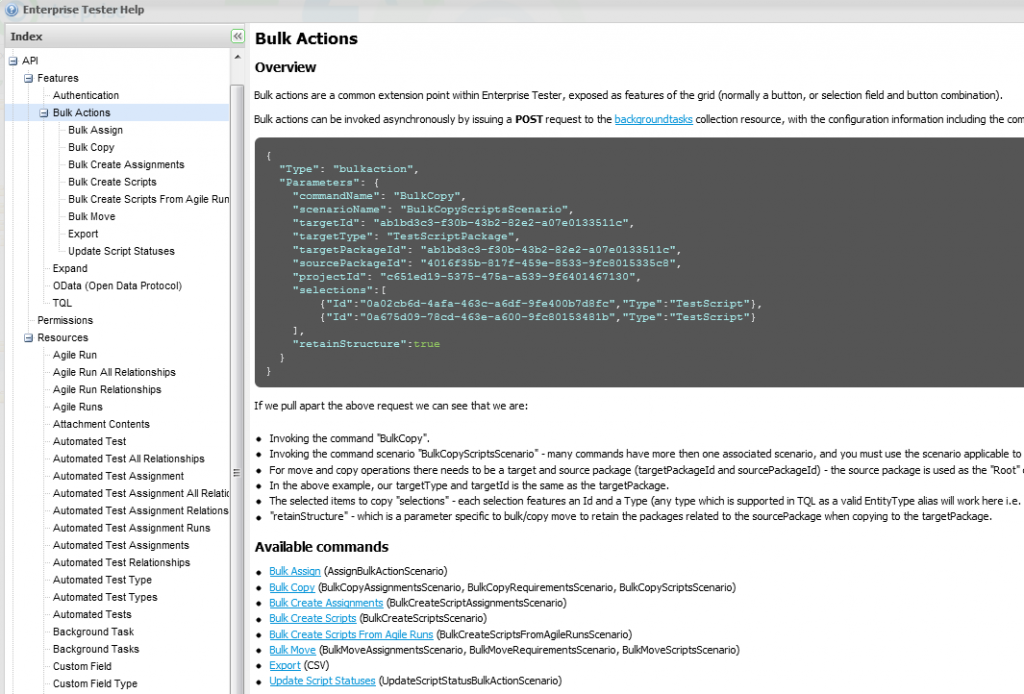 Enterprise Tester Help
Index
API
Features
Authentication
Bulk Actions
Bulk Assign
Bulk Copy
Bulk Create Assignments
Bulk Create Scripts
Bulk Create Scripts From Agile Run
Bulk Move
Export
Update Script Statuses
Expand
OData (Open Data Protocol)
TQL
Permissions
Resources
Agile Run
Agile Run All Relationships
Agile Run Relationships
Agile Runs
Attachment Contents
Automated Test
Automated Test All Relationships
Automated Test Assignment
Automated Test Assignment All Relatio
Automated Test Assignment Relations
Automated Test Assignment Runs
Automated Test Assignments
Automated Test Relationships
Automated Test Type
Automated Test Types
Automated Tests
Background Task
Background Tasks
Custom Field
Custom Field Type
Bulk Actions
Overview
Bulk actions are a common extension point within Enterprise Tester, exposed as features of the grid (normally a button, or selection field and button combination).
Bulk actions can be invoked asynchronously by issuing a POST request to the backgroundtasks collection resource, with the configuration information including the com
{
"Type": "bulkaction",
"Parameters": {
"commandName": "BulkCopy",
"scenarioName": "BulkCopyScriptsScenario",
"targetId": "ab1bd3c3-f30b-43b2-82e2-a07e0133511c",
"targetType": "TestScriptPackage",
"targetPackageId": "ab1bd3c3-f30b-43b2-82e2-a07e0133511c",
"sourcePackageId": "4016f35b-817f-459e-8533-9fc8015335c8",
"projectId": "c651ed19-5375-475a-a539-9f6401467130",
"selections":[
{"Id":"0a02cb6d-4afa-463c-a6df-9fe400b7d8fc","Type":"TestScript"},
{"Id":"0a675d09-78cd-463e-a600-9fc80153481b","Type":"TestScript"}
],
"retainStructure":true
}
}
If we pull apart the above request we can see that we are:
Invoking the command "BulkCopy".
Invoking the command scenario "BulkCopyScriptsScenario" - many commands have more then one associated scenario, and you must use the scenario applicable to
For move and copy operations there needs to be a target and source package (targetPackageId and sourcePackageId) - the source package is used as the "Root"
In the above example, our targetType and targetId is the same as the targetPackage.
The selected items to copy "selections" - each selection features an Id and a Type (any type which is supported in TQL as a valid EntityType alias will work here i.e.
"retainStructure" - which is a parameter specific to bulk/copy move to retain the packages related to the sourcePackage when copying to the targetPackage.
Available commands
Bulk Assign (AssignBulkActionScenario)
Bulk Copy (BulkCopyAssignmentsScenario, BulkCopyRequirementsScenario, BulkCopyScriptsScenario)
Bulk Create Assignments (BulkCreateScriptAssignmentsScenario)
Bulk Create Scripts (BulkCreateScriptsScenario)
Bulk Create Scripts From Agile Runs (BulkCreateScriptsFromAgileRunsScenario)
Bulk Move (BulkMoveAssignmentsScenario, BulkMoveRequirementsScenario, BulkMoveScriptsScenario)
Export (CSV)
Update Script Statuses (UpdateScriptStatusBulkActionScenario)